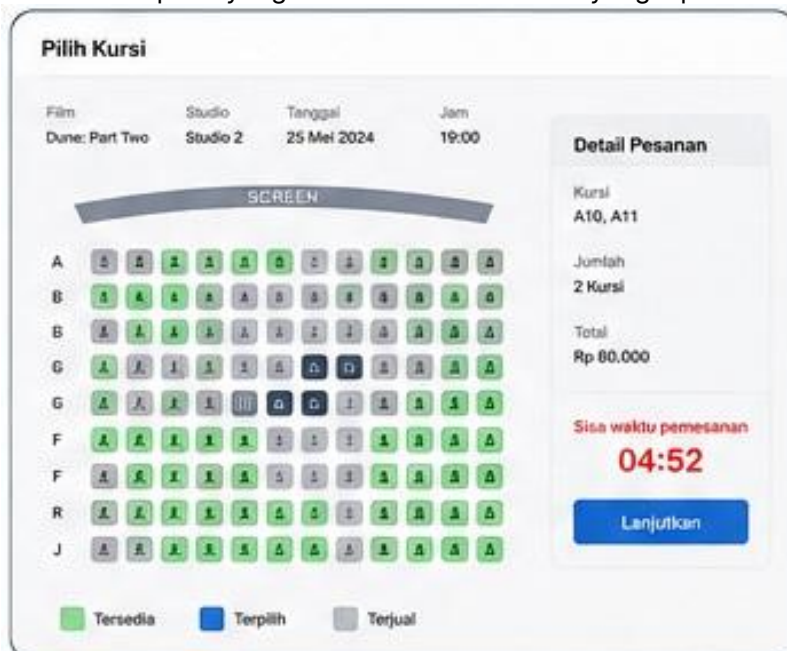 Pilih Kursi
Film Studio Tanggal Jam
Dune: Part Two Studio 2 25 Mei 2024 19:00
SCREEN
A
B
B
G
G
F
F
R
J
Tersedia Terpilih Terjual
Detail Pesanan
Kursi
A10, A11
Jumlah
2 Kursi
Total
Rp 80.000
Sisa waktu pemesanan
04:52
Lanjutkan